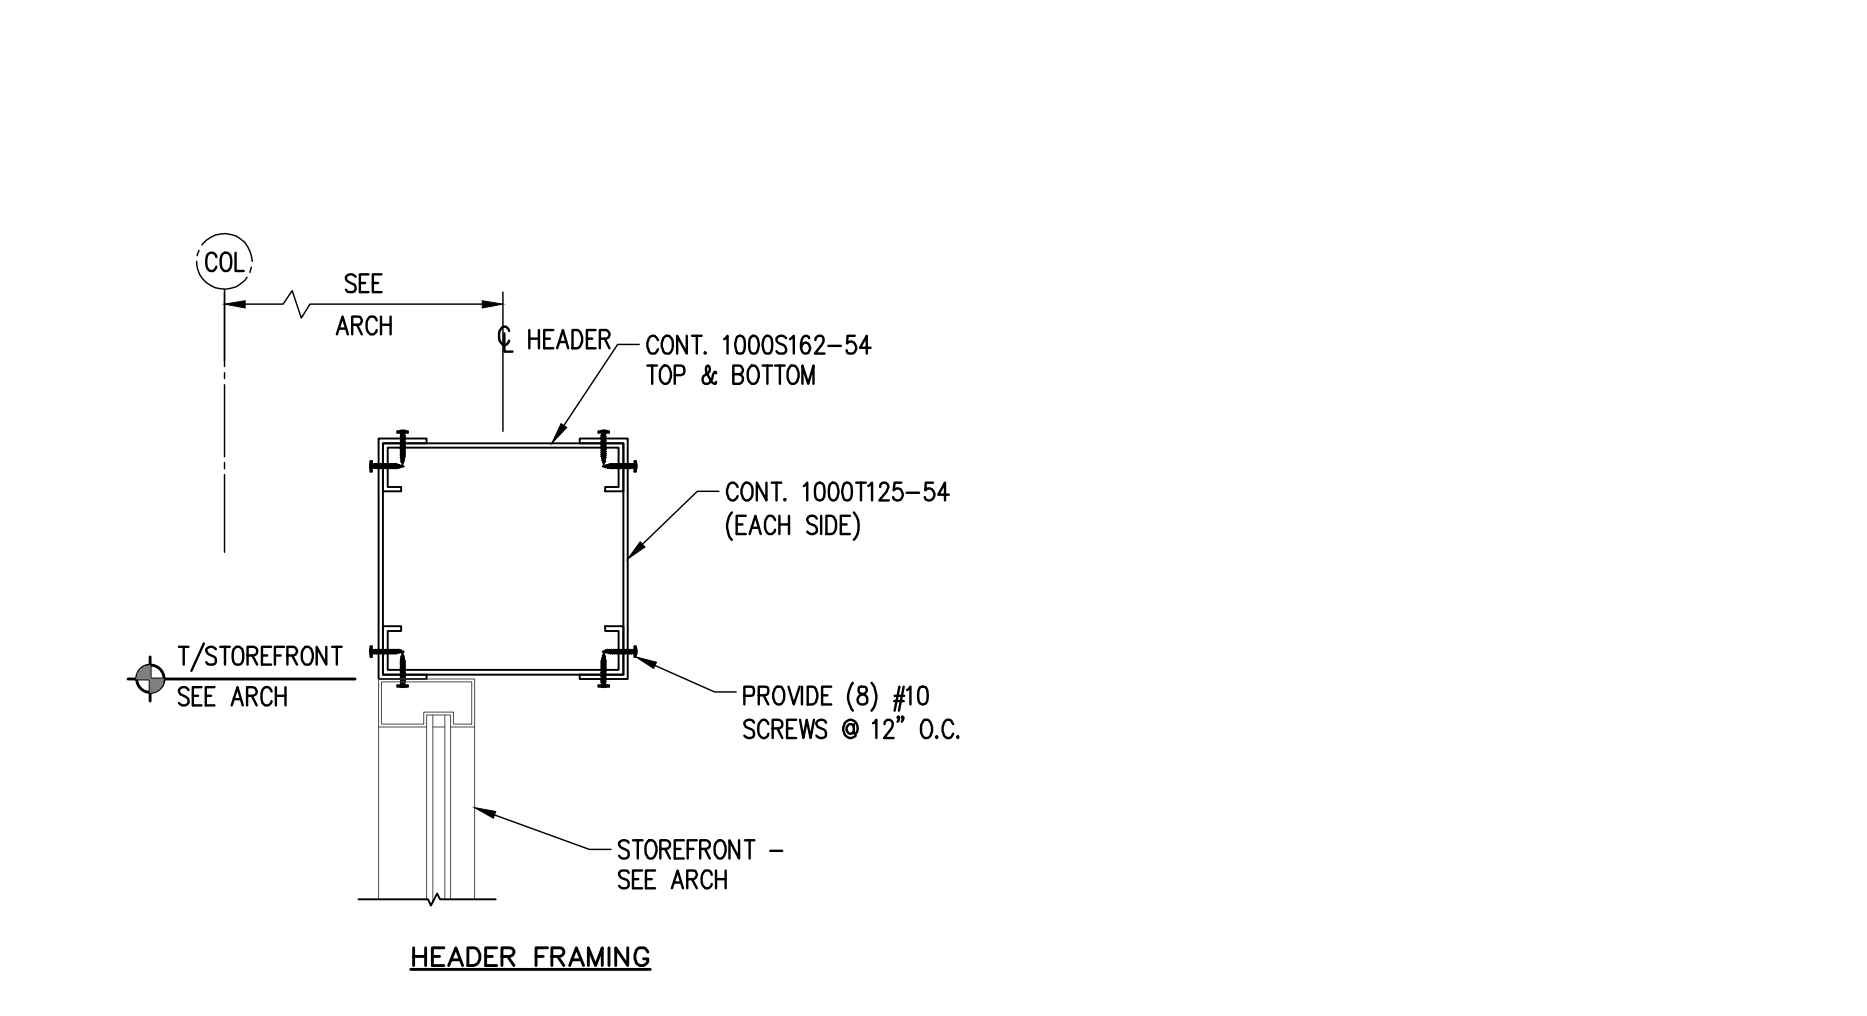 COL
SEE
ARCH
℄ HEADER
CONT. 1000S162-54
TOP & BOTTOM
CONT. 1000T125-54
(EACH SIDE)
T/STOREFRONT
SEE ARCH
PROVIDE (8) #10
SCREWS @ 12" O.C.
STOREFRONT -
SEE ARCH
HEADER FRAMING